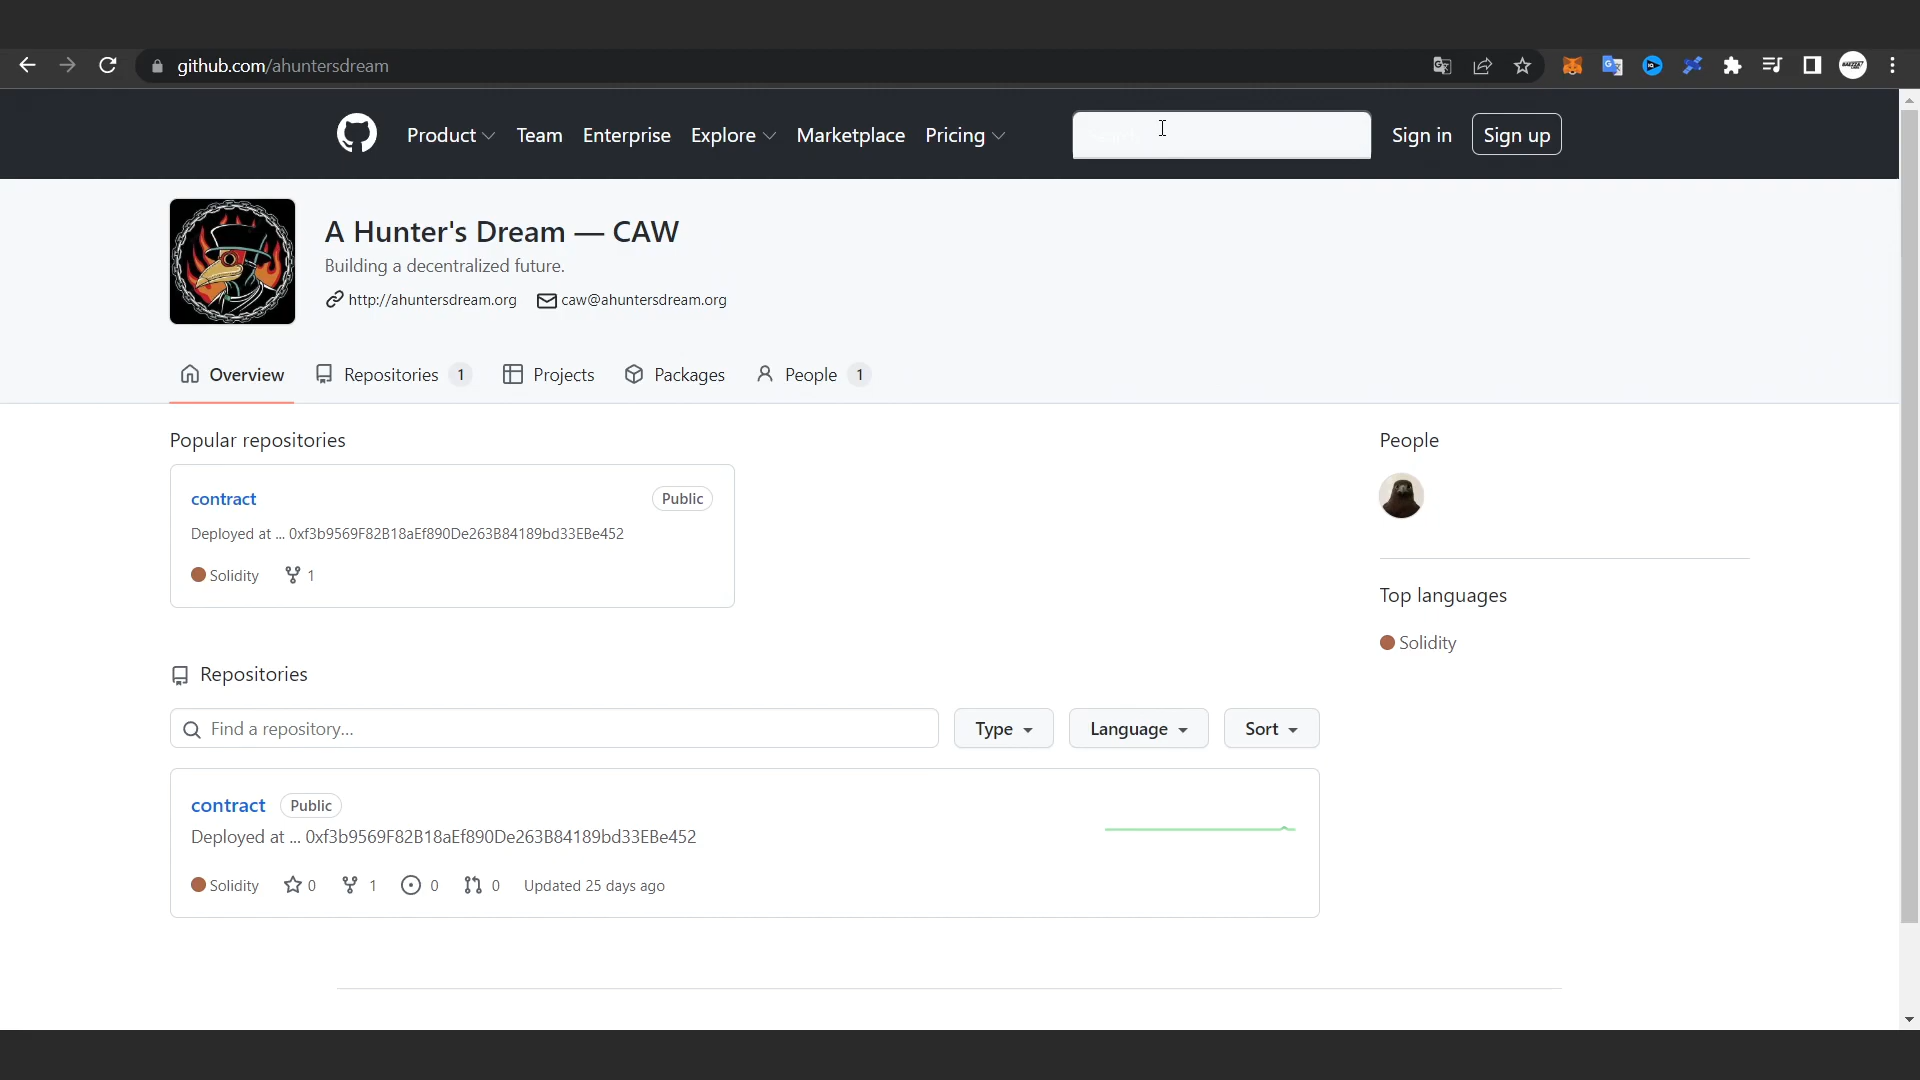 github.com/ahuntersdream
Product Team Enterprise Explore Marketplace Pricing Sign in Sign up
A Hunter's Dream — CAW
Building a decentralized future.
http://ahuntersdream.org caw@ahuntersdream.org
Overview Repositories 1 Projects Packages People 1
Popular repositories
contract Public
Deployed at ... 0xf3b9569F82B18aEf890De263B84189bd33EBe452
Solidity 1
People
Top languages
Solidity
Repositories
Find a repository... Type Language Sort
contract Public
Deployed at ... 0xf3b9569F82B18aEf890De263B84189bd33EBe452
Solidity 0 1 0 0 Updated 25 days ago